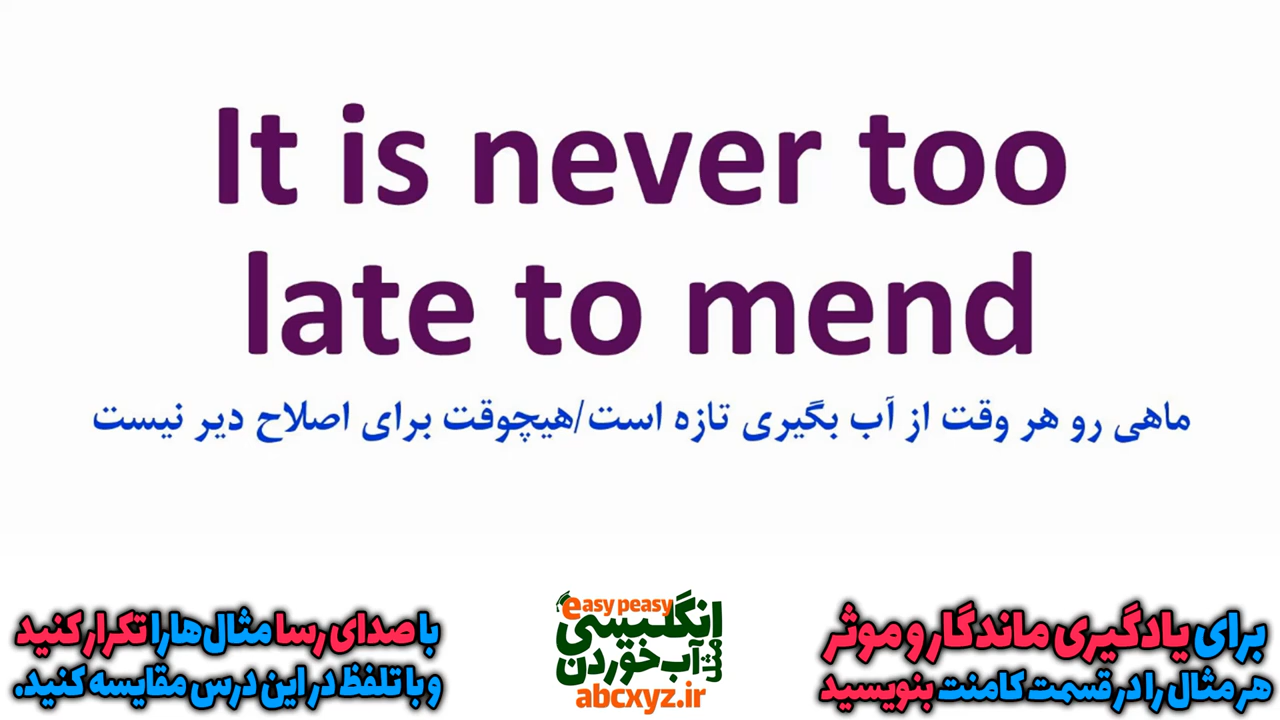 It is never too
late to mend
ماهی رو هر وقت از آب بگیری تازه است/هیچوقت برای اصلاح دیر نیست
برای یادگیری ماندگار و موثر
هر مثال را در قسمت کامنت بنویسید
easy peasy
انگلیسی
مثل آب خوردن
abcxyz.ir
با صدای رسا مثال‌ها را تکرار کنید
و با تلفظ در این درس مقایسه کنید.